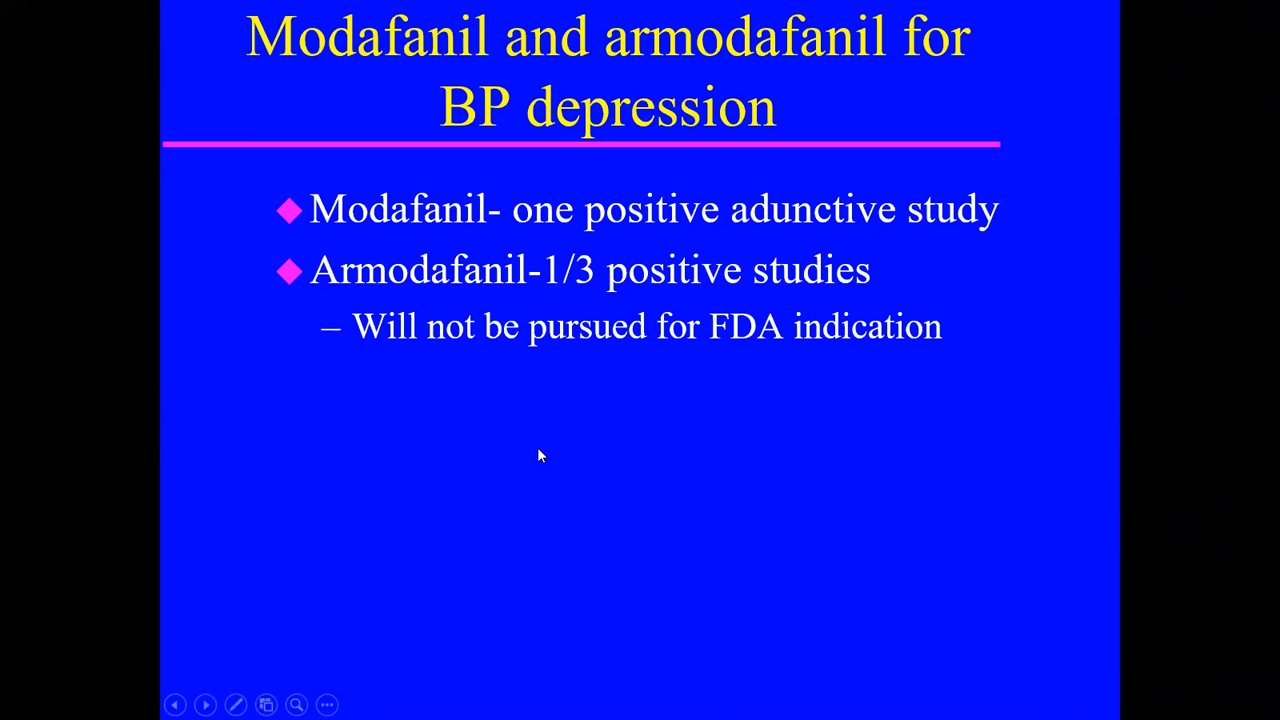 Modafanil and armodafanil for
BP depression
Modafanil- one positive adunctive study
Armodafanil-1/3 positive studies
– Will not be pursued for FDA indication